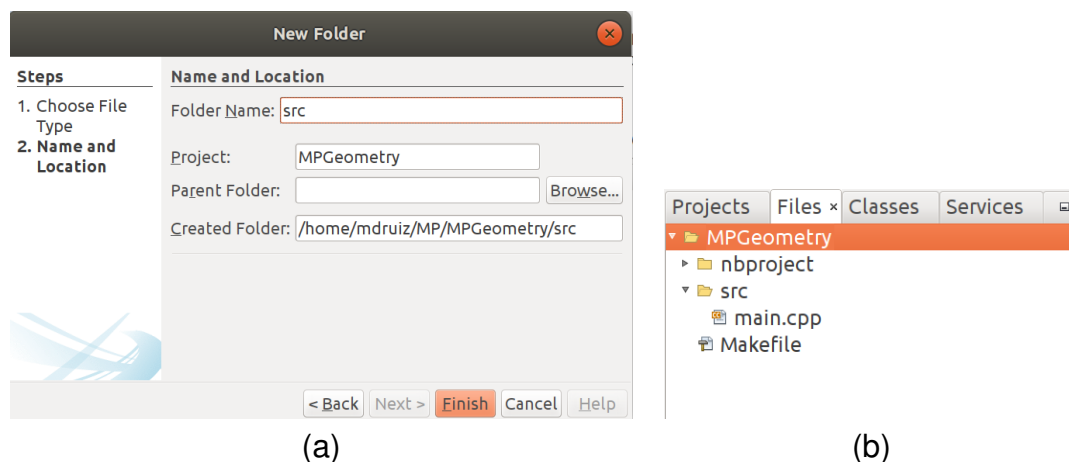 New Folder
Steps
1. Choose File
Type
2. Name and
Location
Name and Location
Folder Name: src
Project: MPGeometry
Parent Folder: Browse...
Created Folder: /home/mdruiz/MP/MPGeometry/src
< Back Next > Finish Cancel Help
(a)
Projects Files × Classes Services
MPGeometry
nbproject
src
main.cpp
Makefile
(b)